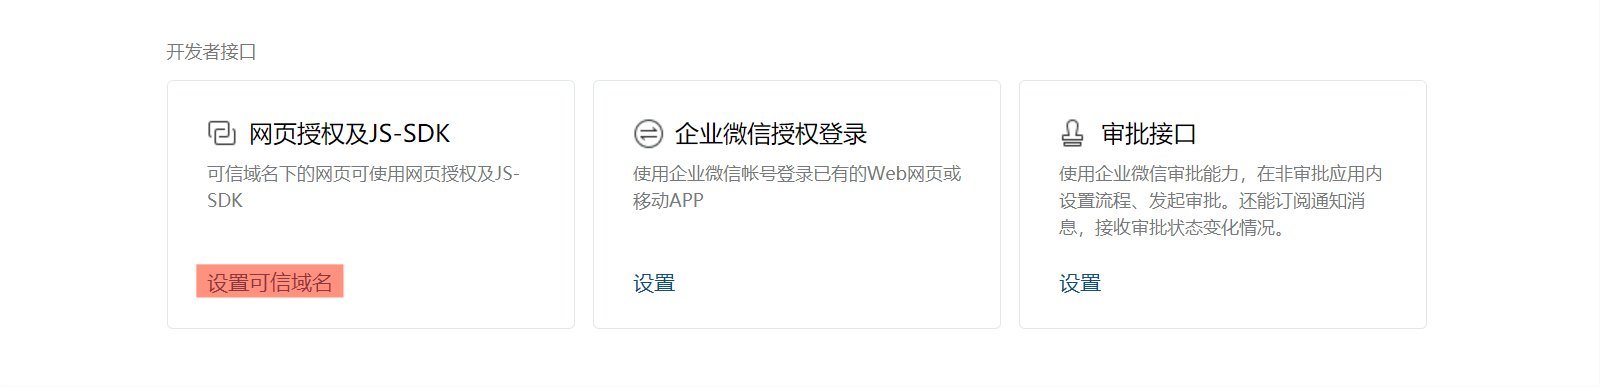 开发者接口
网页授权及JS-SDK
可信域名下的网页可使用网页授权及JS-
SDK
设置可信域名
企业微信授权登录
使用企业微信帐号登录已有的Web网页或
移动APP
设置
审批接口
使用企业微信审批能力，在非审批应用内
设置流程、发起审批。还能订阅通知消
息，接收审批状态变化情况。
设置